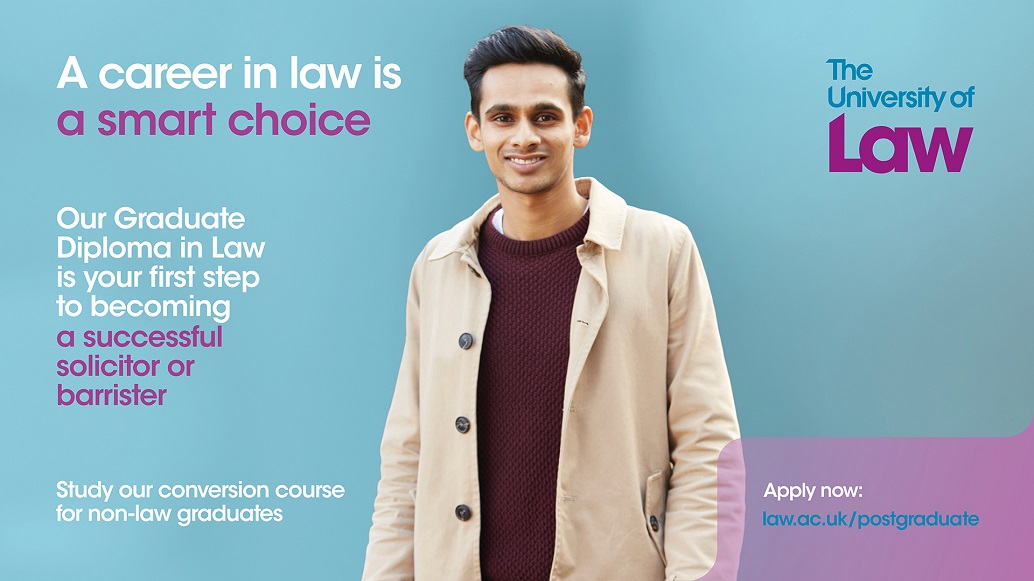 A career in law is
a smart choice
The
University of
Law
Our Graduate
Diploma in Law
is your first step
to becoming
a successful
solicitor or
barrister
Study our conversion course
for non-law graduates
Apply now:
law.ac.uk/postgraduate